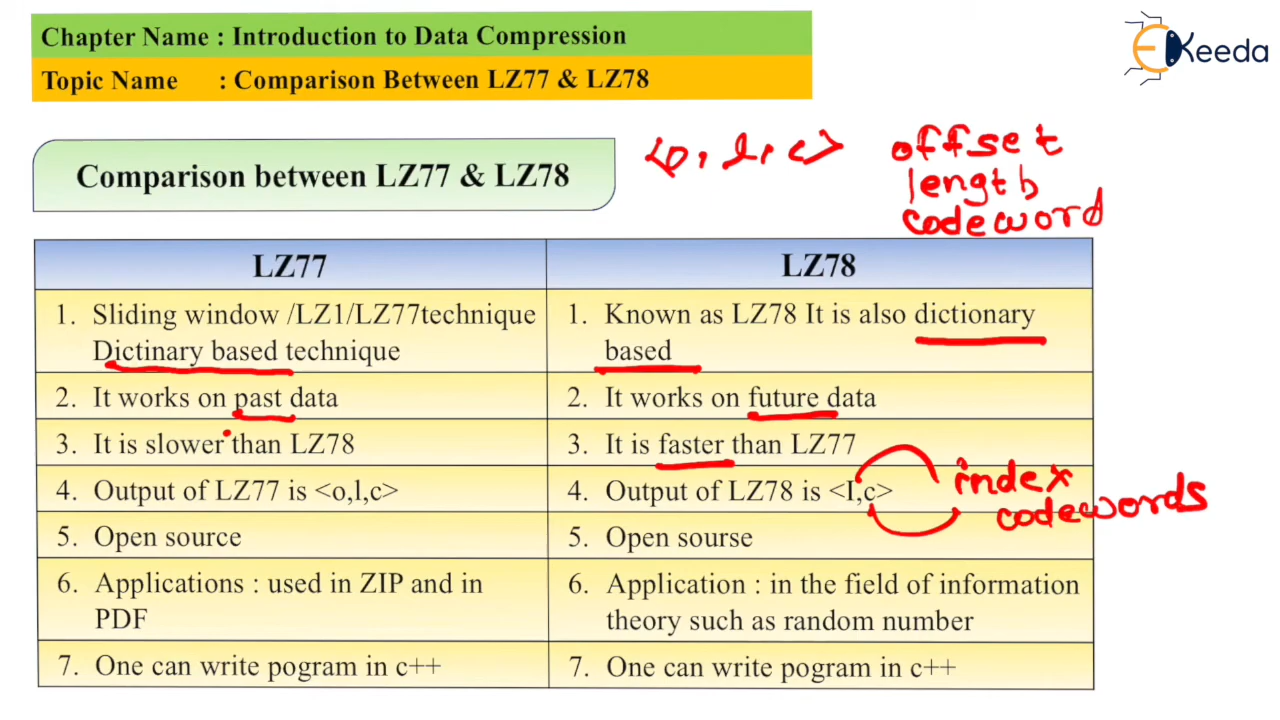 Chapter Name : Introduction to Data Compression
Topic Name : Comparison Between LZ77 & LZ78
EKeeda
Comparison between LZ77 & LZ78
<o, l, c>
offset
length
codeword
LZ77
LZ78
1. Sliding window /LZ1/LZ77technique
Dictinary based technique
1. Known as LZ78 It is also dictionary
based
2. It works on past data
2. It works on future data
3. It is slower than LZ78
3. It is faster than LZ77
4. Output of LZ77 is <o,l,c>
4. Output of LZ78 is <I,c>
index
codewords
5. Open source
5. Open sourse
6. Applications : used in ZIP and in
PDF
6. Application : in the field of information
theory such as random number
7. One can write pogram in c++
7. One can write pogram in c++